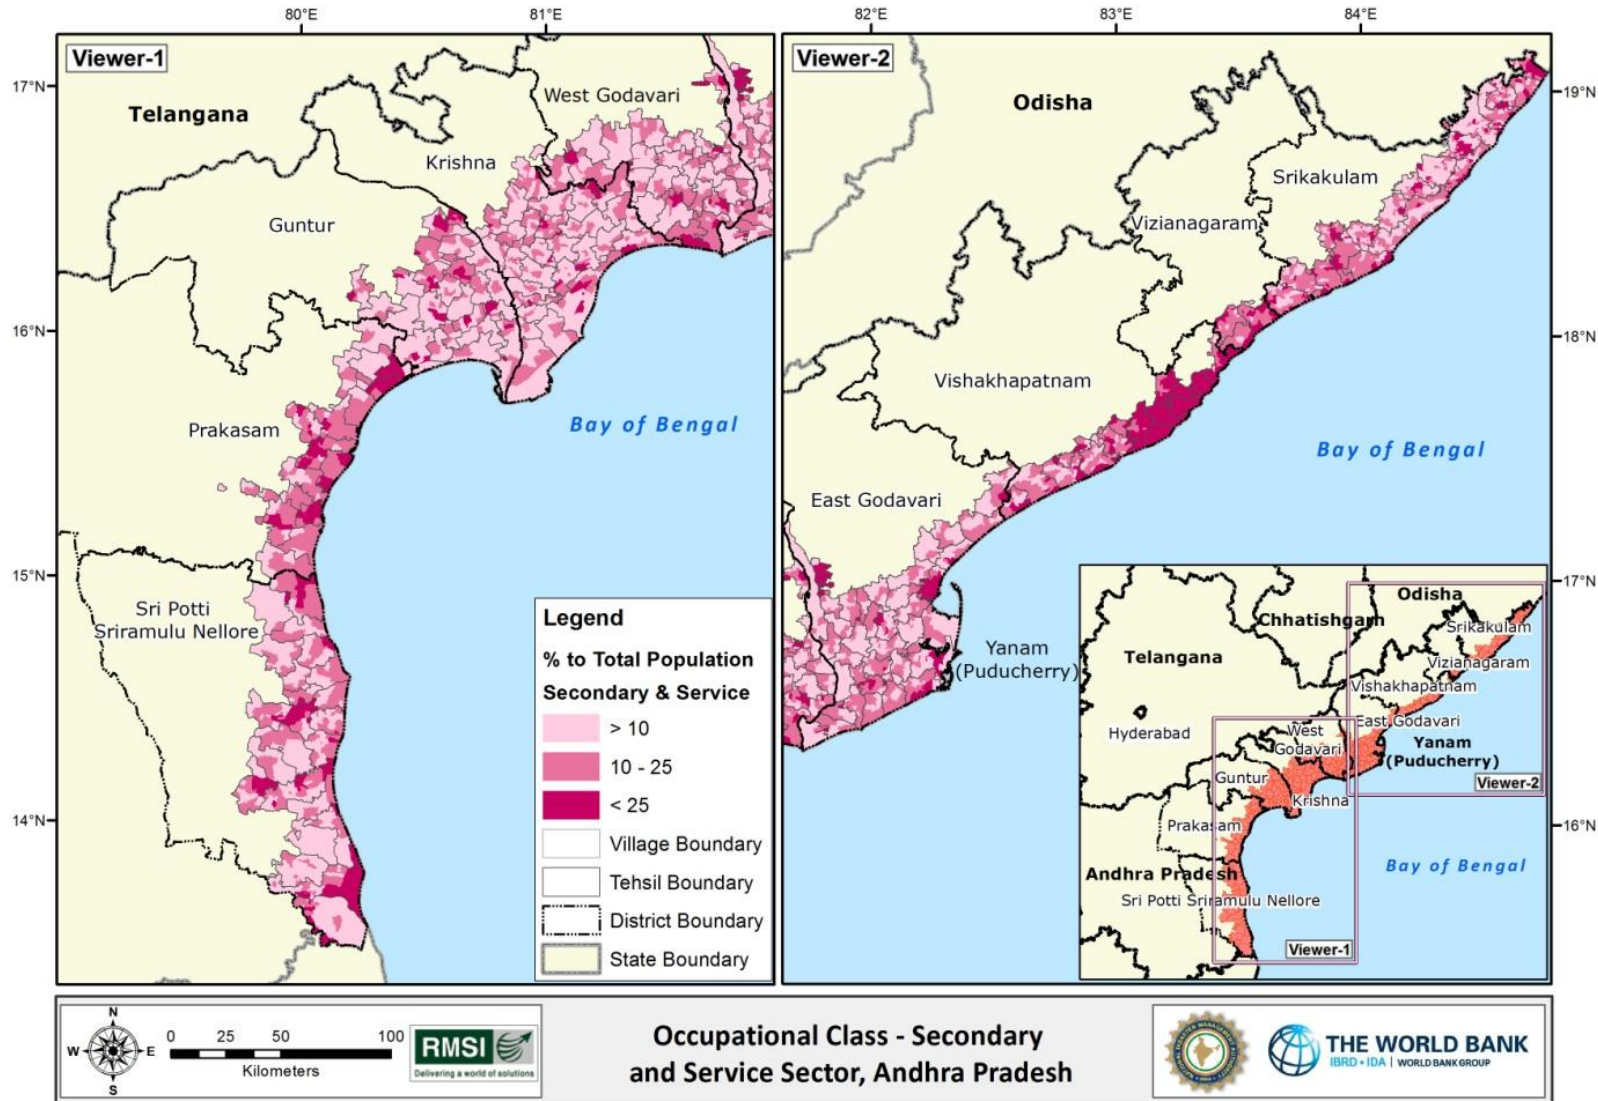 80°E
81°E
82°E
83°E
84°E
Viewer-1
17°N
16°N
15°N
14°N
Telangana
West Godavari
Krishna
Guntur
Prakasam
Bay of Bengal
Sri Potti
Sriramulu Nellore
Legend
% to Total Population
Secondary & Service
> 10
10 - 25
< 25
Village Boundary
Tehsil Boundary
District Boundary
State Boundary
Viewer-2
19°N
18°N
17°N
16°N
Odisha
Srikakulam
Vizianagaram
Vishakhapatnam
East Godavari
Bay of Bengal
Yanam
(Puducherry)
Odisha
Chhatishgarh
Srikakulam
Telangana
Vizianagaram
Vishakhapatnam
East Godavari
Hyderabad
West
Godavari
Yanam
(Puducherry)
Guntur
Viewer-2
Krishna
Prakasam
Bay of Bengal
Andhra Pradesh
Sri Potti Sriramulu Nellore
Viewer-1
N
W
E
S
0 25 50 100
Kilometers
RMSI
Delivering a world of solutions
Occupational Class - Secondary
and Service Sector, Andhra Pradesh
THE WORLD BANK
IBRD • IDA | WORLD BANK GROUP